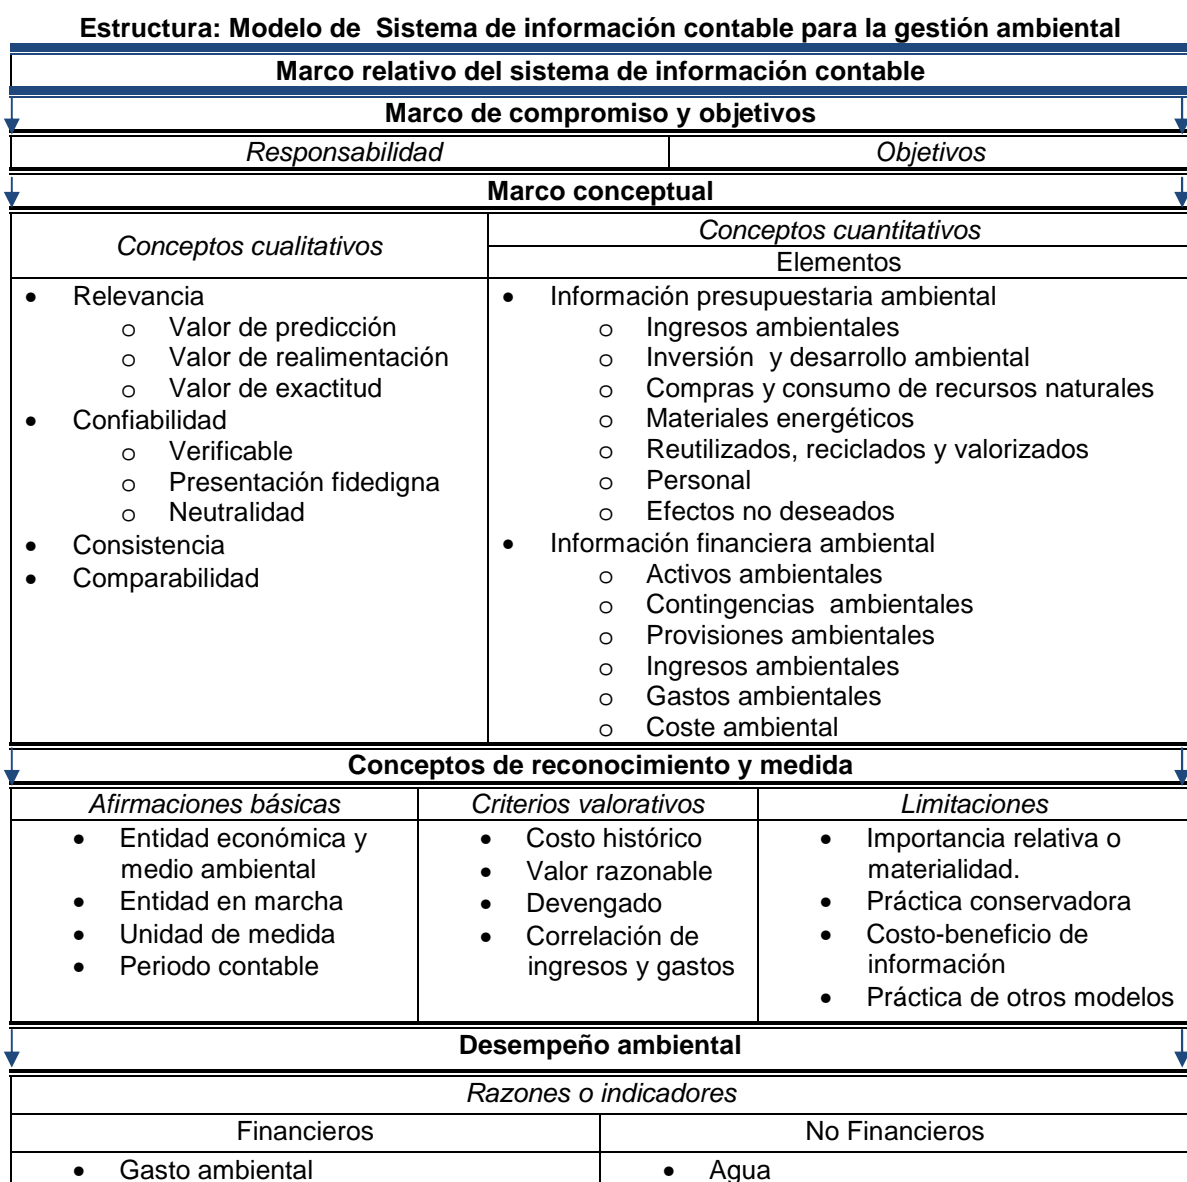 Estructura: Modelo de  Sistema de información contable para la gestión ambiental
Marco relativo del sistema de información contable
Marco de compromiso y objetivos
Responsabilidad
Objetivos
Marco conceptual
Conceptos cualitativos
Conceptos cuantitativos
Elementos
• Relevancia
o Valor de predicción
o Valor de realimentación
o Valor de exactitud
• Confiabilidad
o Verificable
o Presentación fidedigna
o Neutralidad
• Consistencia
• Comparabilidad
• Información presupuestaria ambiental
o Ingresos ambientales
o Inversión  y desarrollo ambiental
o Compras y consumo de recursos naturales
o Materiales energéticos
o Reutilizados, reciclados y valorizados
o Personal
o Efectos no deseados
• Información financiera ambiental
o Activos ambientales
o Contingencias  ambientales
o Provisiones ambientales
o Ingresos ambientales
o Gastos ambientales
o Coste ambiental
Conceptos de reconocimiento y medida
Afirmaciones básicas
Criterios valorativos
Limitaciones
• Entidad económica y
medio ambiental
• Entidad en marcha
• Unidad de medida
• Periodo contable
• Costo histórico
• Valor razonable
• Devengado
• Correlación de
ingresos y gastos
• Importancia relativa o
materialidad.
• Práctica conservadora
• Costo-beneficio de
información
• Práctica de otros modelos
Desempeño ambiental
Razones o indicadores
Financieros
No Financieros
• Gasto ambiental
• Agua